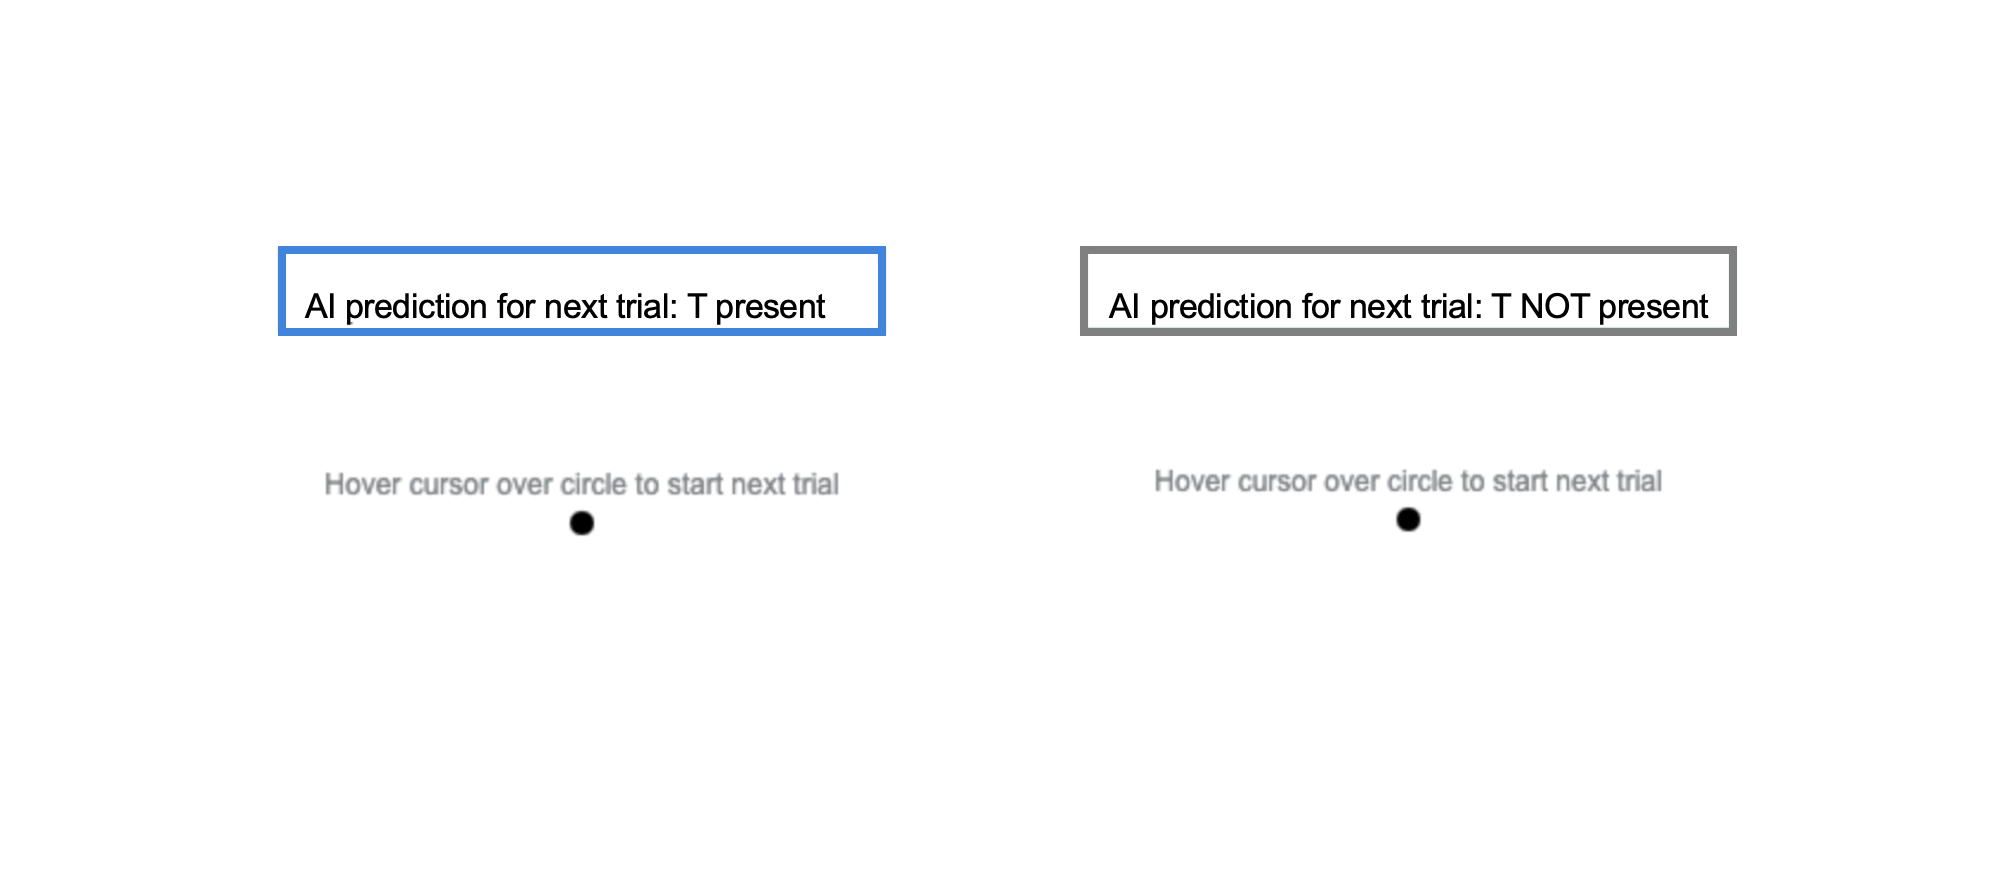 AI prediction for next trial: T present
Hover cursor over circle to start next trial
AI prediction for next trial: T NOT present
Hover cursor over circle to start next trial